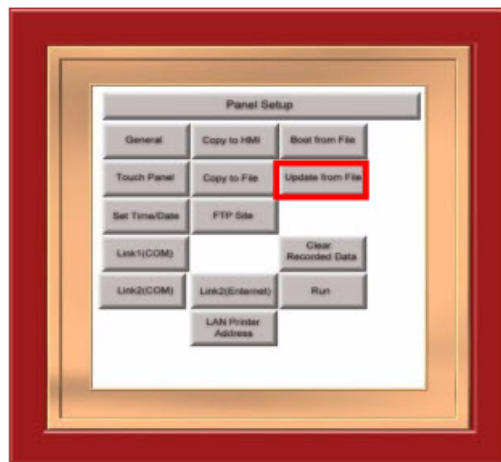 Panel Setup
General Copy to HMI Boot from File
Touch Panel Copy to File Update from File
Set Time/Date FTP Site
Link1(COM) Clear
Recorded Data
Link2(COM) Link2(Enternet) Run
LAN Printer
Address